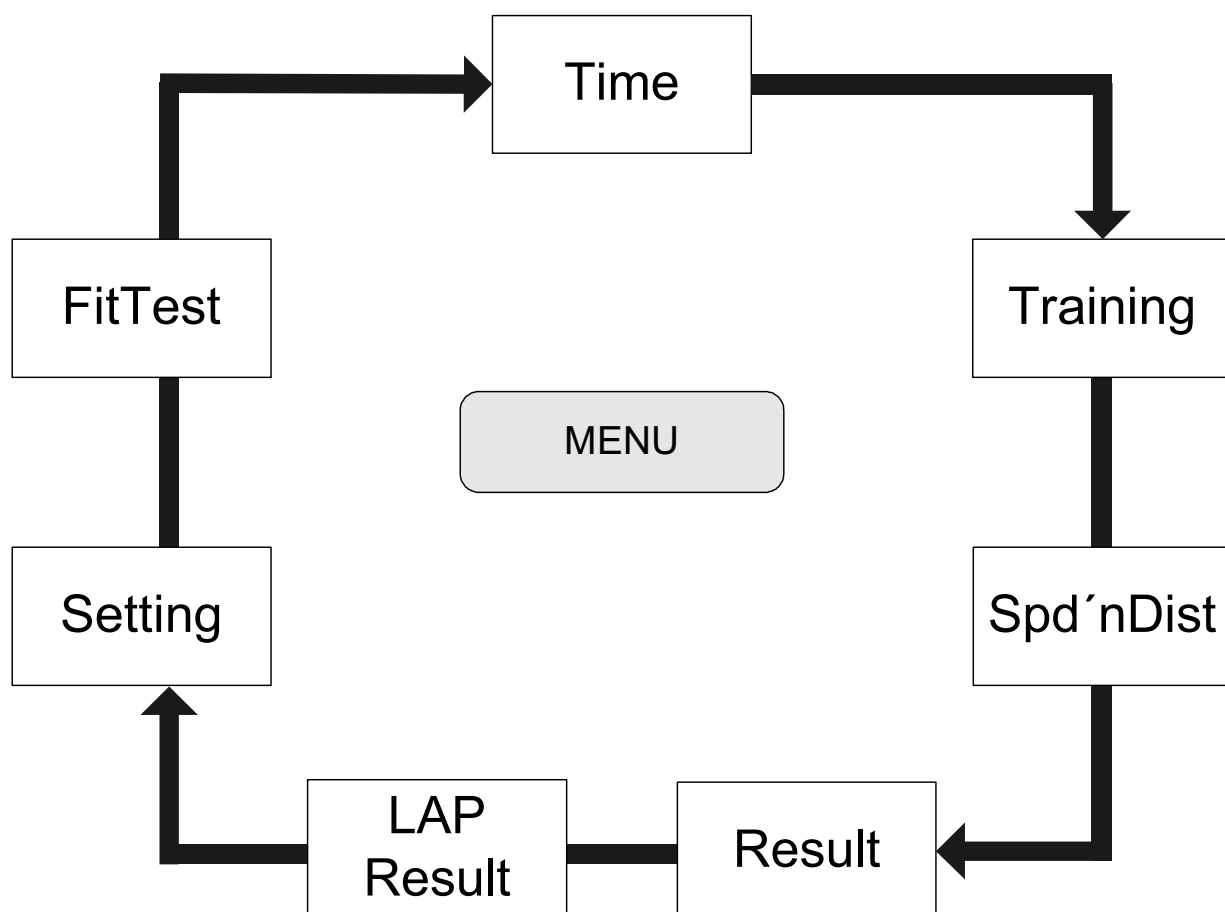 Time
FitTest
Training
MENU
Setting
Spd´nDist
LAP
Result
Result